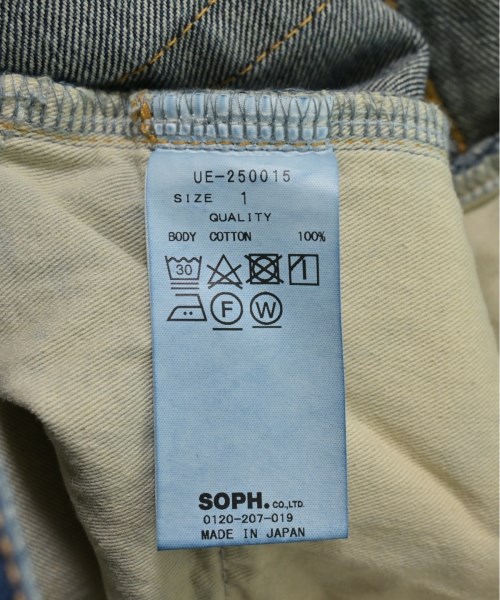 UE-250015
SIZE 1
QUALITY
BODY COTTON 100%
30
F W
SOPH. CO.,LTD.
0120-207-019
MADE IN JAPAN